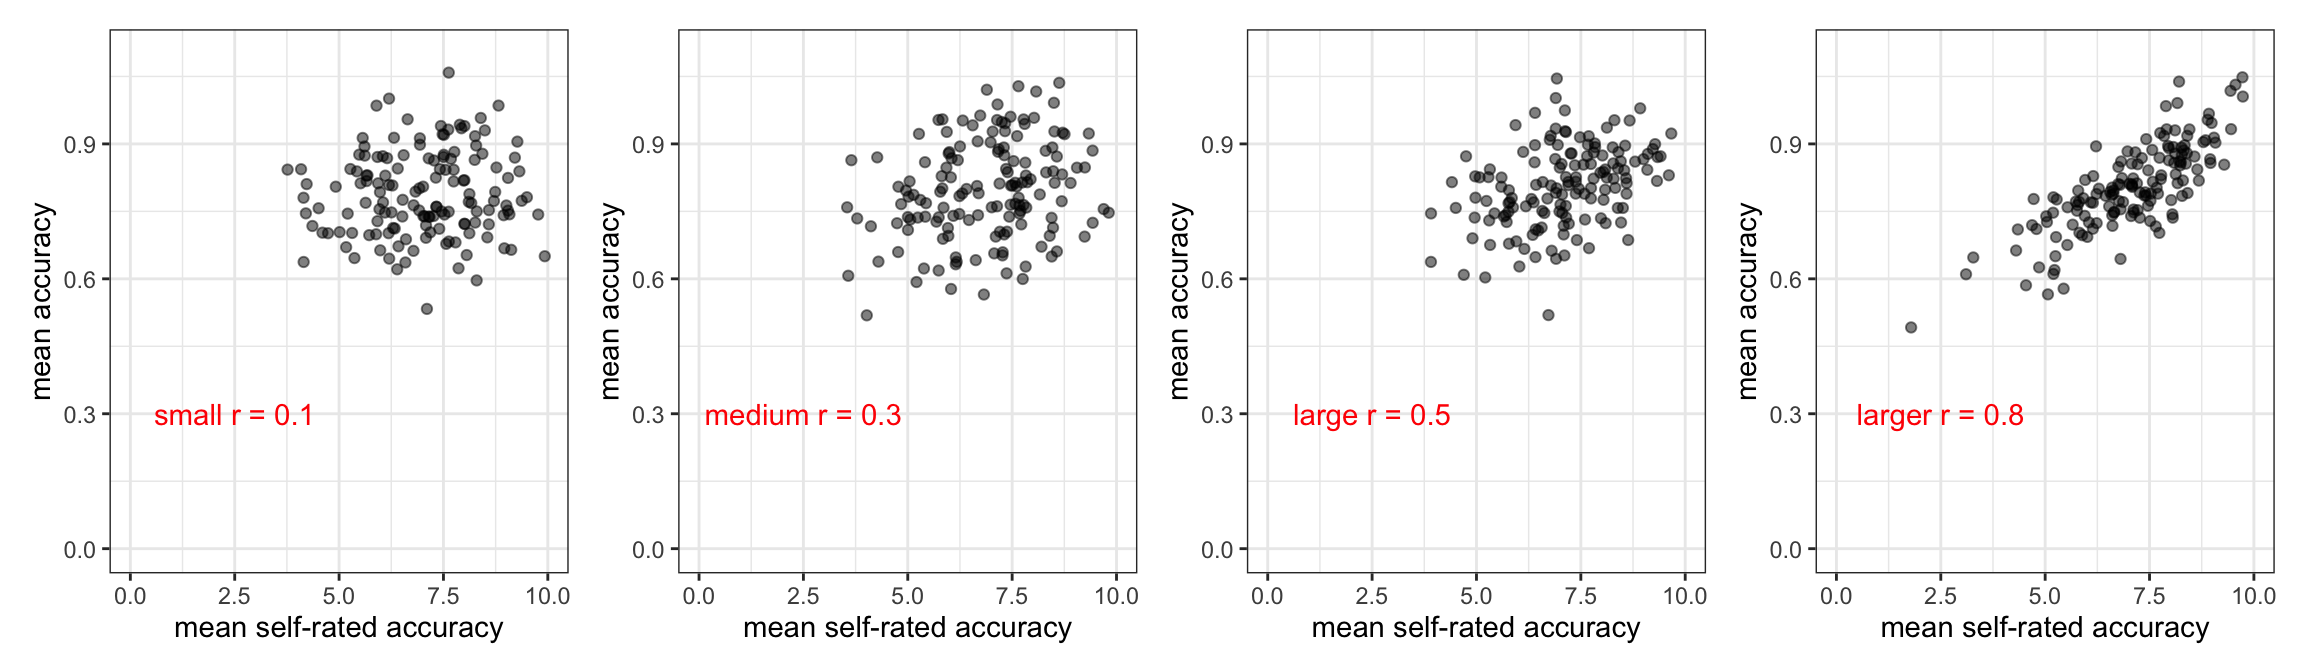 mean accuracy
0.9
0.6
0.3
0.0
small r = 0.1
0.0 2.5 5.0 7.5 10.0
mean self-rated accuracy
mean accuracy
0.9
0.6
0.3
0.0
medium r = 0.3
0.0 2.5 5.0 7.5 10.0
mean self-rated accuracy
mean accuracy
0.9
0.6
0.3
0.0
large r = 0.5
0.0 2.5 5.0 7.5 10.0
mean self-rated accuracy
mean accuracy
0.9
0.6
0.3
0.0
larger r = 0.8
0.0 2.5 5.0 7.5 10.0
mean self-rated accuracy